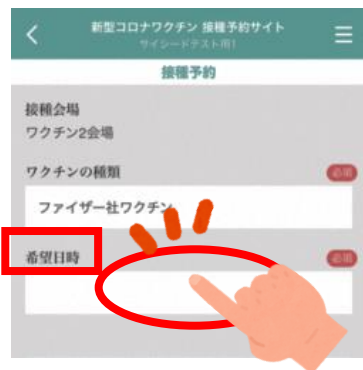 新型コロナワクチン 接種予約サイト
サイシードテスト用1
接種予約
接種会場
ワクチン2会場
ワクチンの種類 必須
ファイザー社ワクチン
希望日時 必須